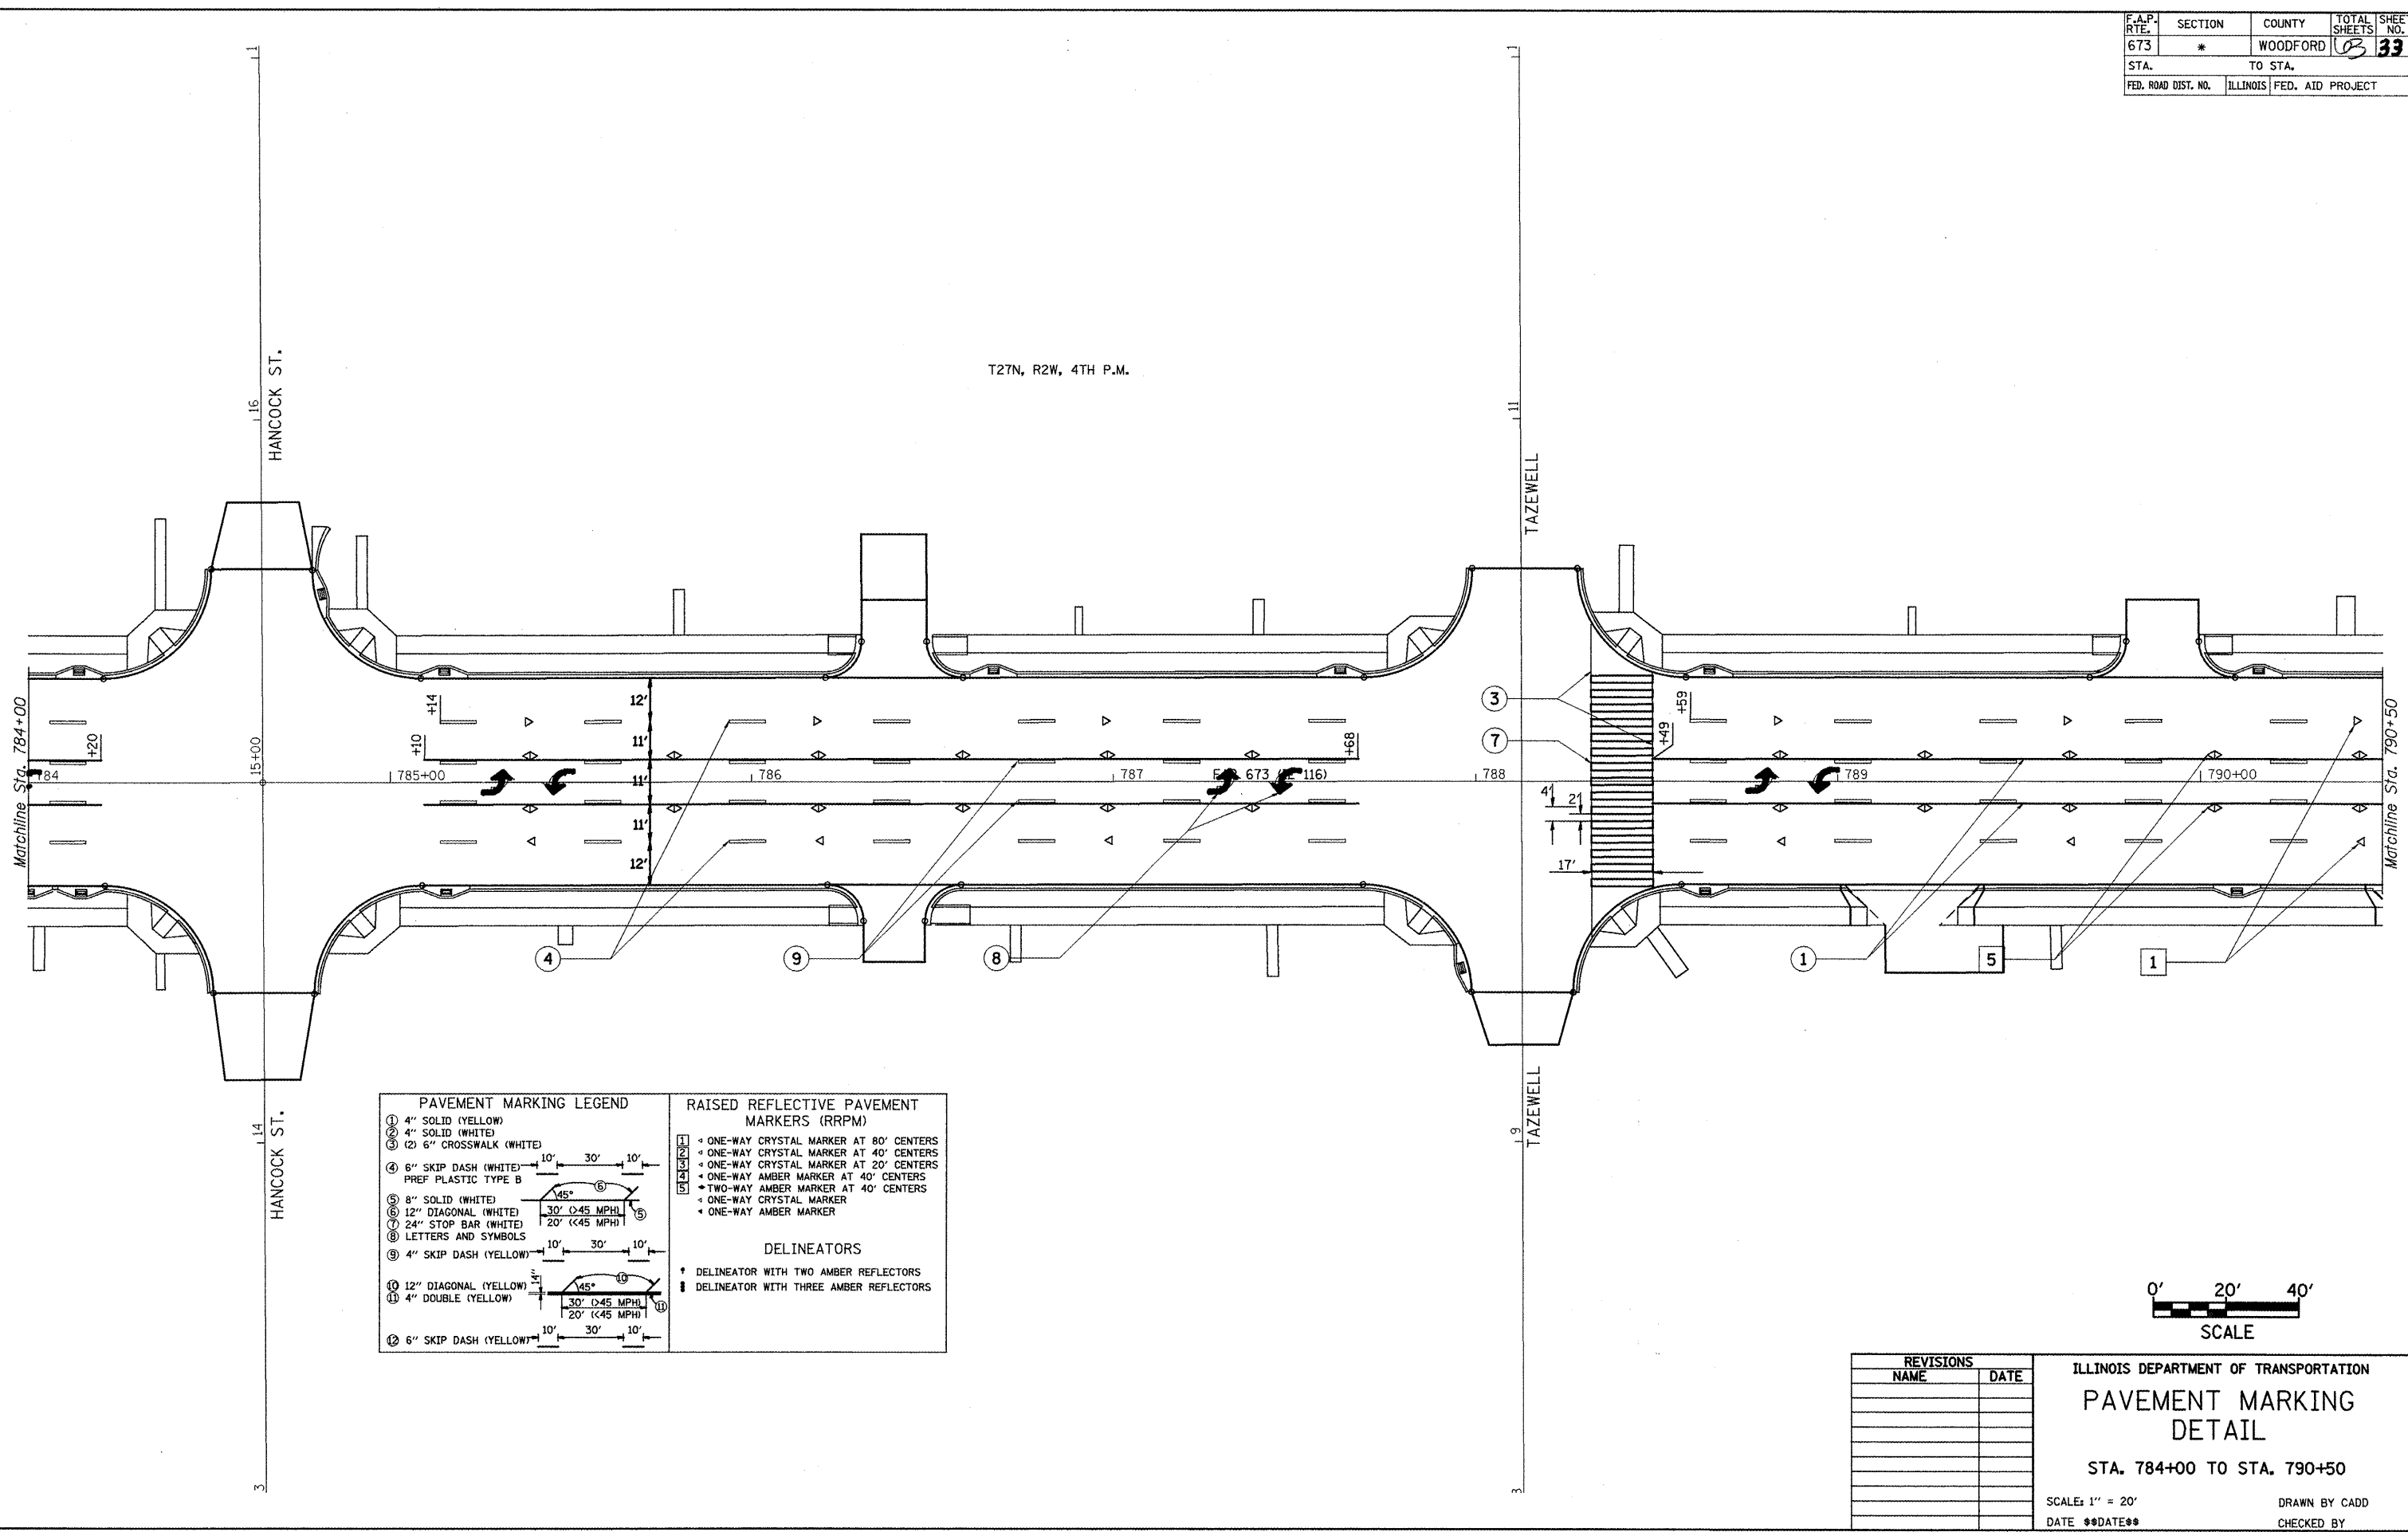 F.A.P. RTE. SECTION COUNTY TOTAL SHEETS SHEE NO.
673 * WOODFORD 33
STA. TO STA.
FED. ROAD DIST. NO. ILLINOIS FED. AID PROJECT
1
1
16
HANCOCK ST.
T27N, R2W, 4TH P.M.
11
TAZEWELL
Matchline Sta. 784+00
784
+20
15+00
+14
+10
785+00
12'
11'
11'
11'
12'
786
787
673
116)
+68
788
3
7
4'
2'
17'
+49
+59
789
790+00
Matchline Sta. 790+50
4
9
8
1
5
1
14
HANCOCK ST.
9
TAZEWELL
3
PAVEMENT MARKING LEGEND
1 4" SOLID (YELLOW)
2 4" SOLID (WHITE)
3 (2) 6" CROSSWALK (WHITE)
4 6" SKIP DASH (WHITE) 10' 30' 10'
PREF PLASTIC TYPE B
5 8" SOLID (WHITE) 45° 6
6 12" DIAGONAL (WHITE) 30' (>45 MPH) 5
7 24" STOP BAR (WHITE) 20' (<45 MPH)
8 LETTERS AND SYMBOLS
9 4" SKIP DASH (YELLOW) 10' 30' 10'
10 12" DIAGONAL (YELLOW) 14" 45° 10
11 4" DOUBLE (YELLOW) 30' (>45 MPH) 11
20' (<45 MPH)
12 6" SKIP DASH (YELLOW) 10' 30' 10'
RAISED REFLECTIVE PAVEMENT
MARKERS (RRPM)
1 ONE-WAY CRYSTAL MARKER AT 80' CENTERS
2 ONE-WAY CRYSTAL MARKER AT 40' CENTERS
3 ONE-WAY CRYSTAL MARKER AT 20' CENTERS
4 ONE-WAY AMBER MARKER AT 40' CENTERS
5 TWO-WAY AMBER MARKER AT 40' CENTERS
ONE-WAY CRYSTAL MARKER
ONE-WAY AMBER MARKER
DELINEATORS
DELINEATOR WITH TWO AMBER REFLECTORS
DELINEATOR WITH THREE AMBER REFLECTORS
0' 20' 40'
SCALE
REVISIONS
NAME DATE
ILLINOIS DEPARTMENT OF TRANSPORTATION
PAVEMENT MARKING
DETAIL
STA. 784+00 TO STA. 790+50
SCALE: 1" = 20' DRAWN BY CADD
DATE $$DATE$$ CHECKED BY